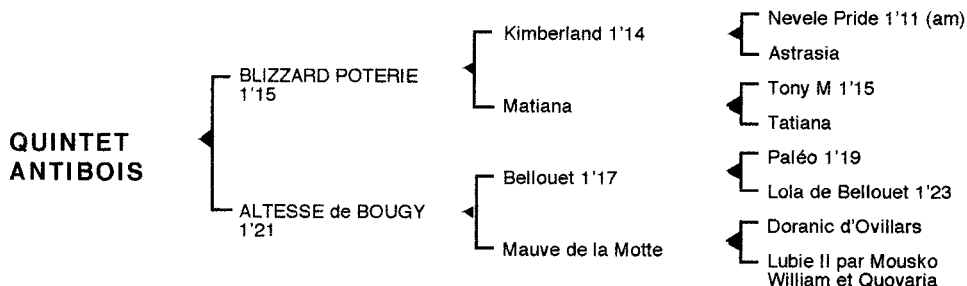 QUINTET
ANTIBOIS
BLIZZARD POTERIE
1'15
ALTESSE de BOUGY
1'21
Kimberland 1'14
Matiana
Bellouet 1'17
Mauve de la Motte
Nevele Pride 1'11 (am)
Astrasia
Tony M 1'15
Tatiana
Paléo 1'19
Lola de Bellouet 1'23
Doranic d'Ovillars
Lubie II par Mousko
William et Quovaria